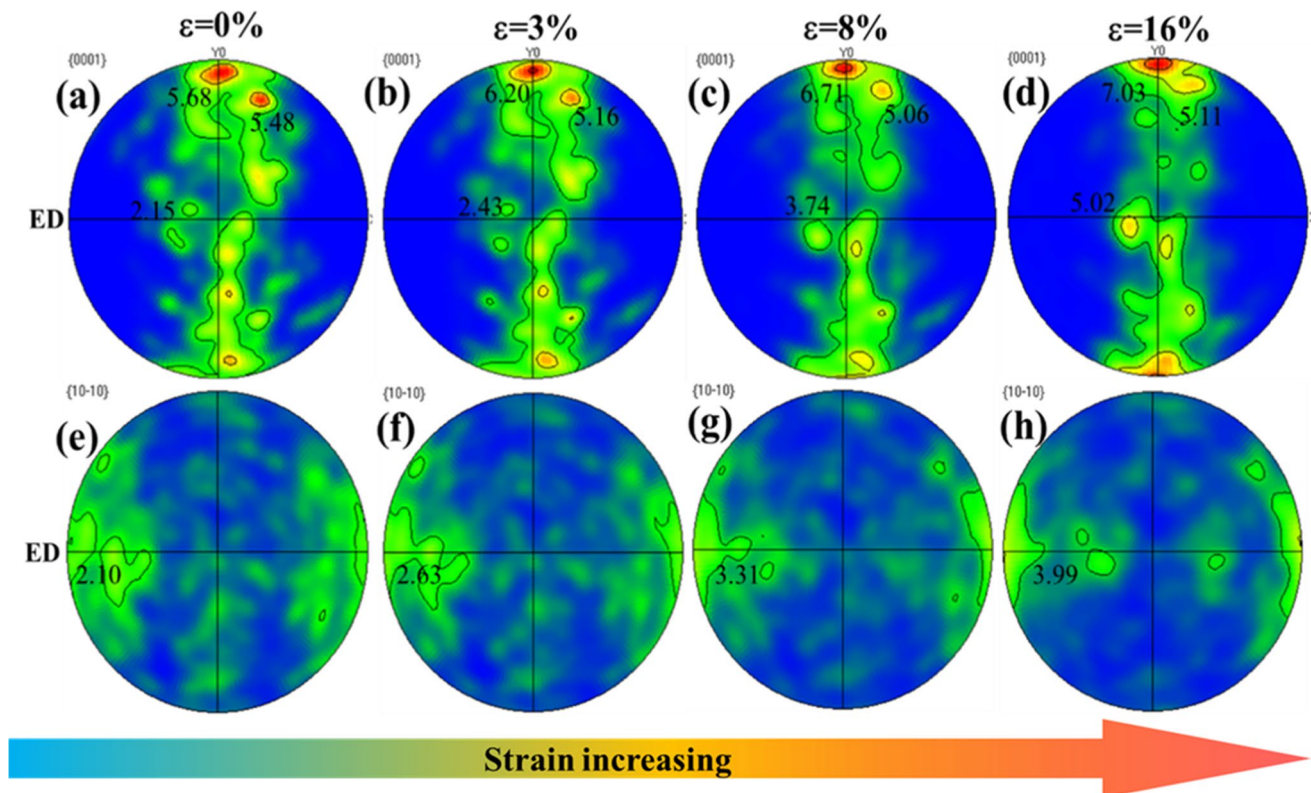 ε=0% ε=3% ε=8% ε=16%
{0001} Y0 {0001} Y0 {0001} Y0 {0001} Y0
(a) (b) (c) (d)
5.68 6.20 6.71 7.03
5.48 5.16 5.06 5.11
2.15 2.43 3.74 5.02
ED
{10-10} {10-10} {10-10} {10-10}
(e) (f) (g) (h)
ED
2.10 2.63 3.31 3.99
Strain increasing